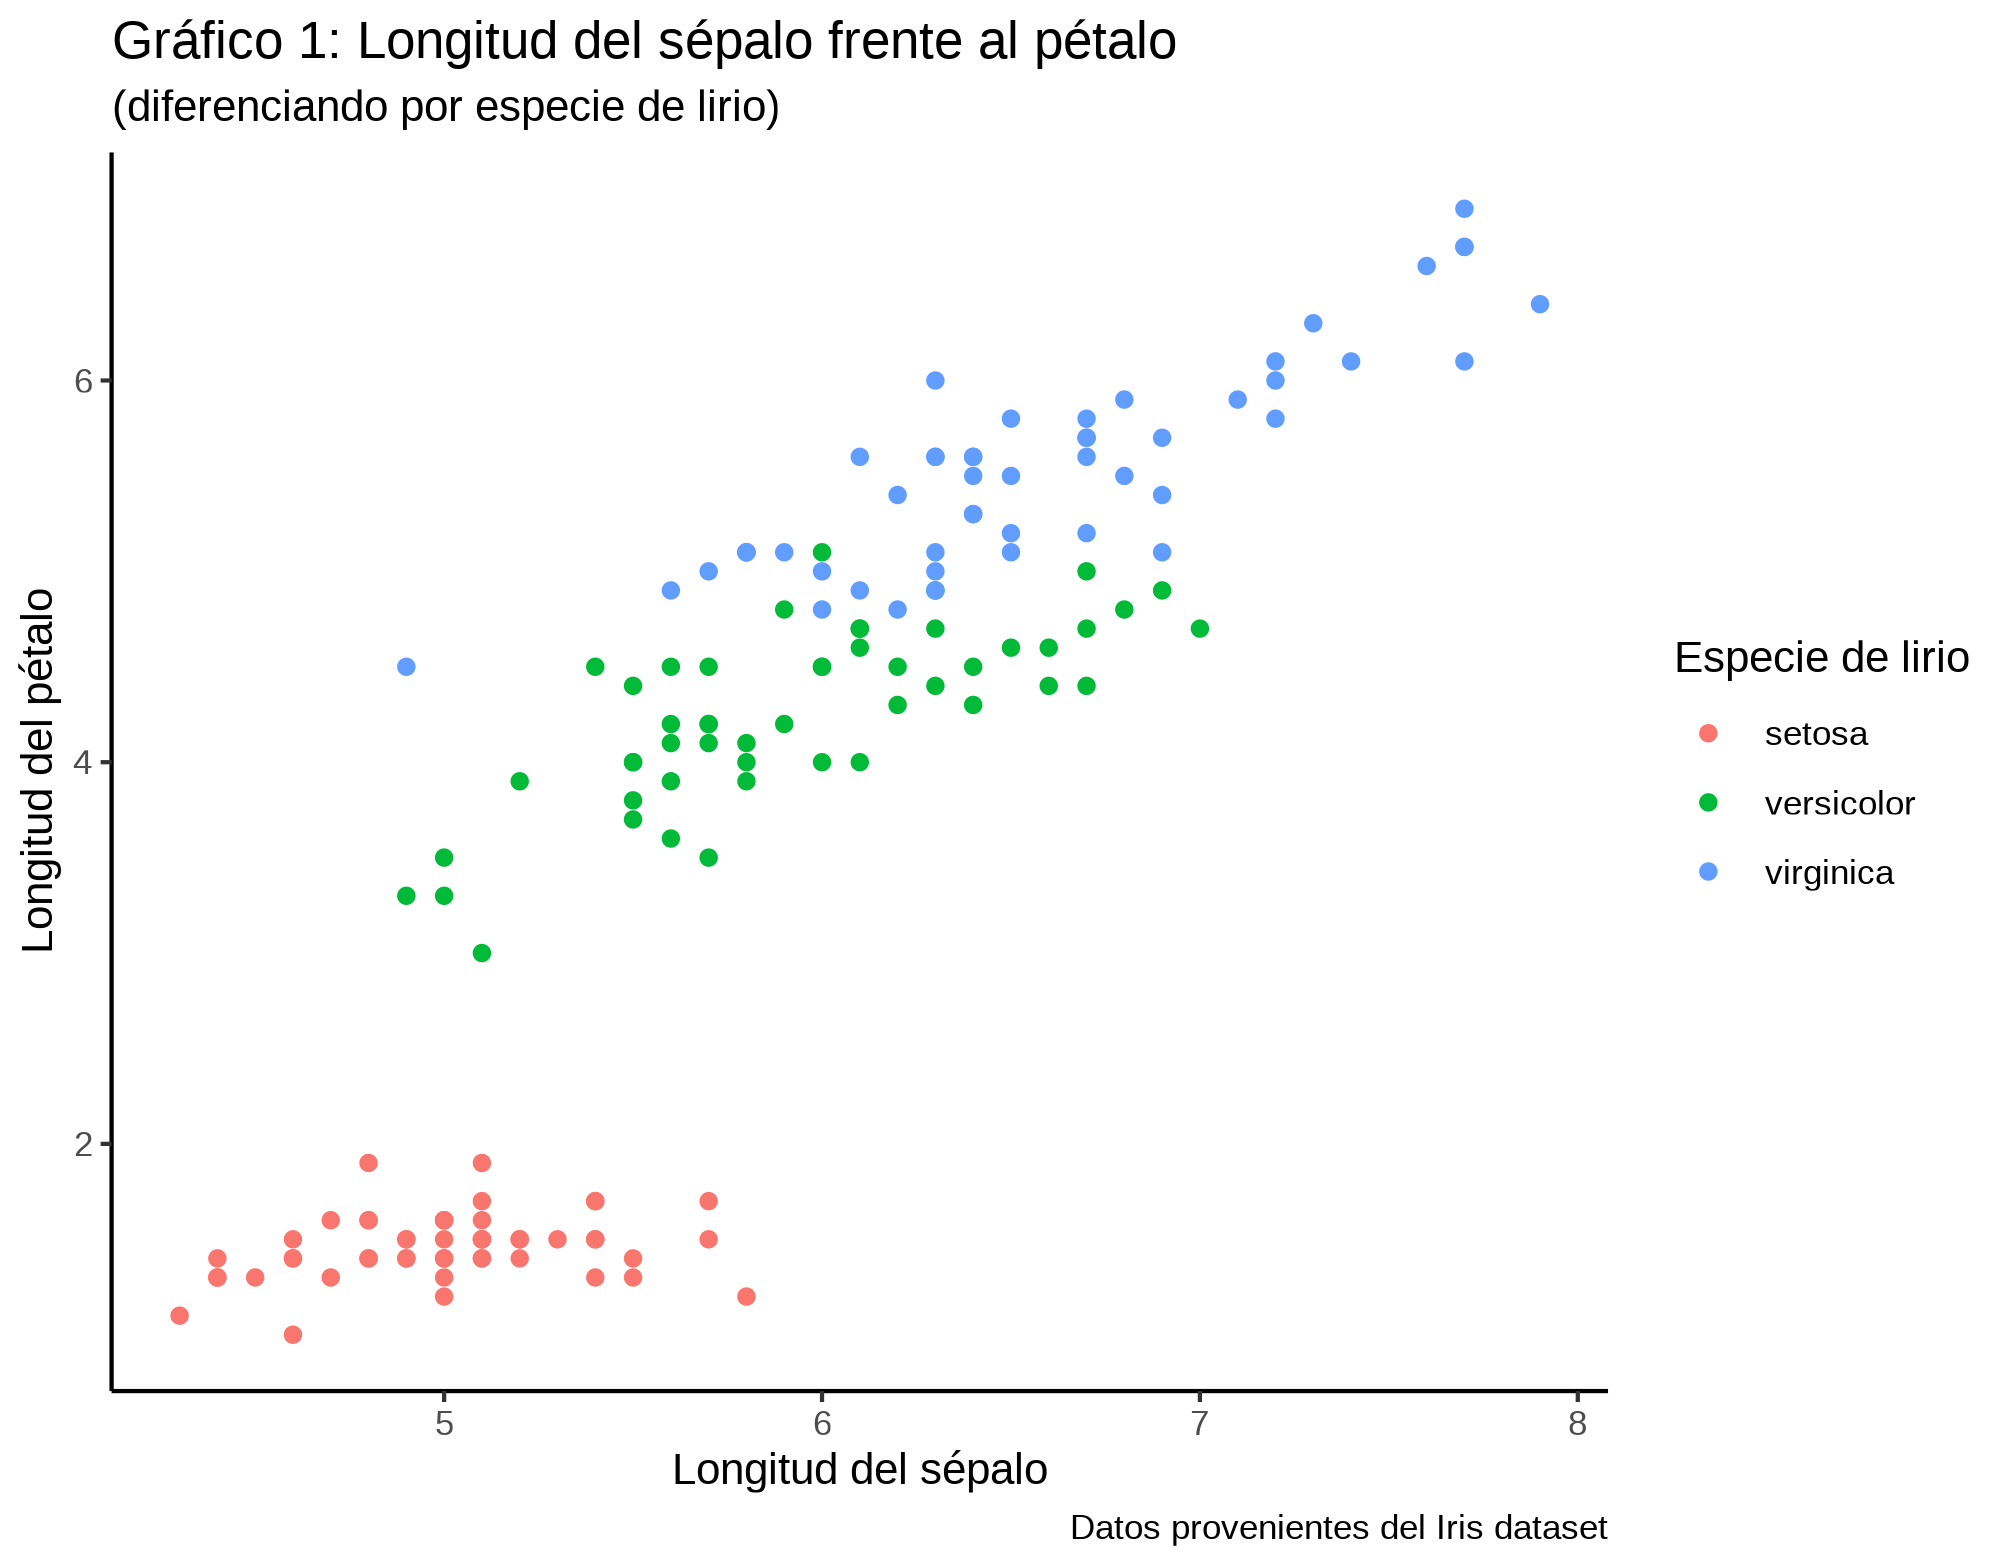 Gráfico 1: Longitud del sépalo frente al pétalo
(diferenciando por especie de lirio)
Longitud del pétalo
6
4
2
5
6
7
8
Longitud del sépalo
Datos provenientes del Iris dataset
Especie de lirio
setosa
versicolor
virginica